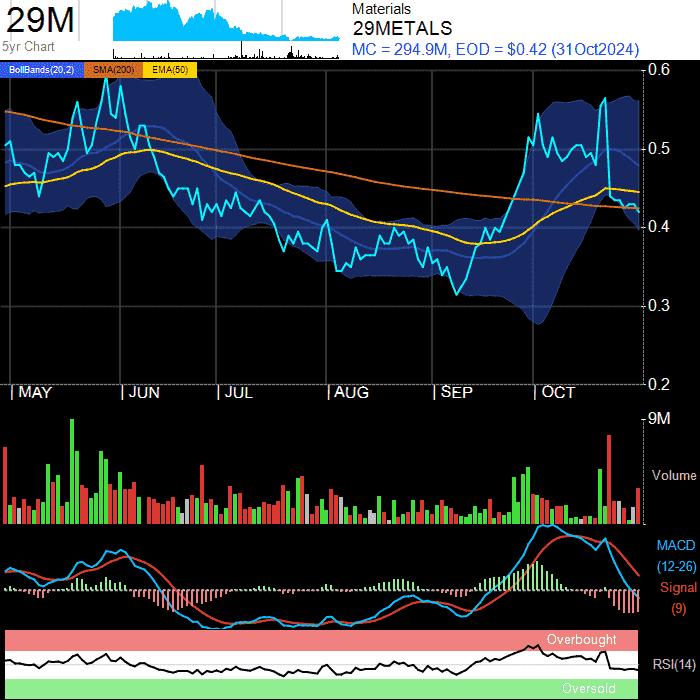 29M
5yr Chart
Materials
29METALS
MC = 294.9M, EOD = $0.42 (31Oct2024)
BollBands(20,2) SMA(200) EMA(50)
0.6
0.5
0.4
0.3
0.2
MAY JUN JUL AUG SEP OCT
9M
Volume
MACD
(12-26)
Signal
(9)
Overbought
RSI(14)
Oversold